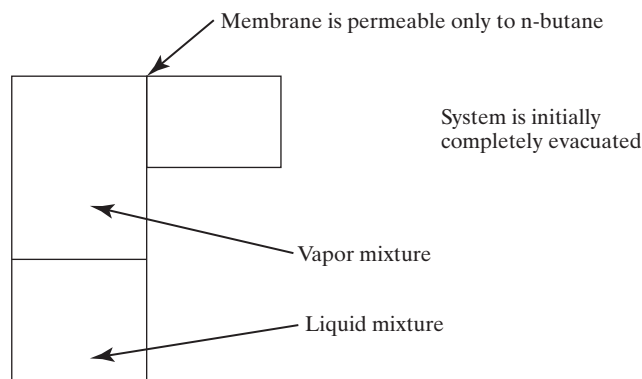 Membrane is permeable only to n-butane
System is initially
completely evacuated
Vapor mixture
Liquid mixture